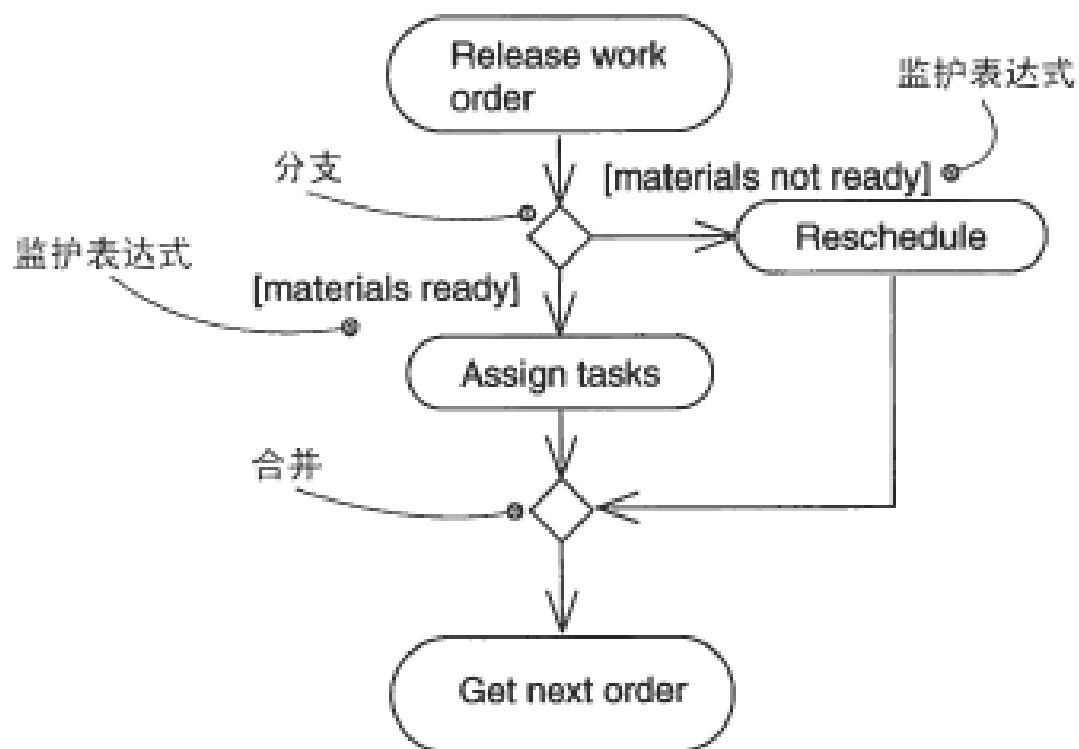 Release work
order
监护表达式
分支
[materials not ready]
Reschedule
监护表达式
[materials ready]
Assign tasks
合并
Get next order